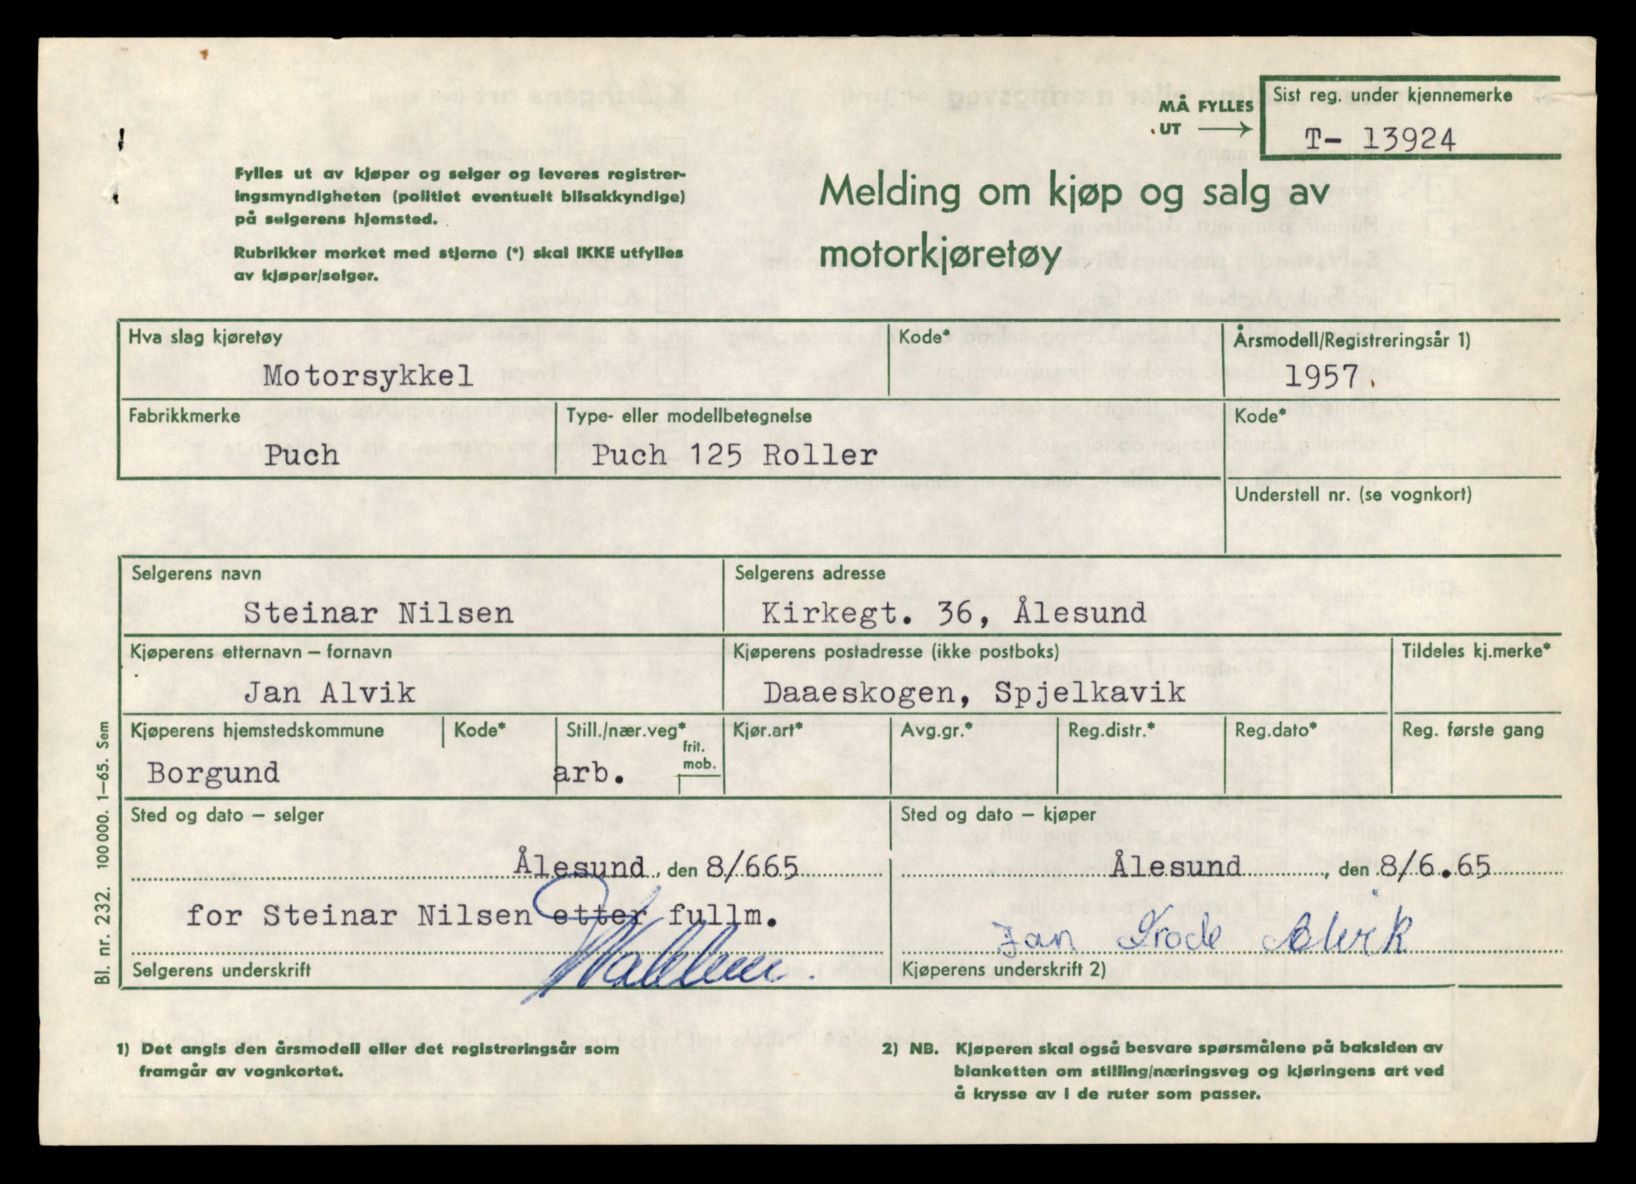 MÅ FYLLES
UT
Sist reg. under kjennemerke
T- 13924
Fylles ut av kjøper og selger og leveres registrer-
ingsmyndigheten (politiet eventuelt bilsakkyndige)
på selgerens hjemsted.
Rubrikker merket med stjerne (*) skal IKKE utfylles
av kjøper/selger.
Melding om kjøp og salg av
motorkjøretøy
Hva slag kjøretøy
Kode*
Årsmodell/Registreringsår 1)
Motorsykkel
1957.
Fabrikkmerke
Type- eller modellbetegnelse
Kode*
Puch
Puch 125 Roller
Understell nr. (se vognkort)
Selgerens navn
Selgerens adresse
Steinar Nilsen
Kirkegt. 36, Ålesund
Kjøperens etternavn – fornavn
Kjøperens postadresse (ikke postboks)
Tildeles kj.merke*
Jan Alvik
Daaeskogen, Spjelkavik
Kjøperens hjemstedskommune
Kode*
Still./nær.veg*
frit.
mob.
Kjør.art*
Avg.gr.*
Reg.distr.*
Reg.dato*
Reg. første gang
Borgund
arb.
Sted og dato – selger
Sted og dato – kjøper
Ålesund, den 8/665
Ålesund, den 8/6.65
for Steinar Nilsen etter fullm.
Jan Frode Alvik
Selgerens underskrift
Kjøperens underskrift 2)
Bl. nr. 232. 100 000. 1–65. Sem
1) Det angis den årsmodell eller det registreringsår som
framgår av vognkortet.
2) NB. Kjøperen skal også besvare spørsmålene på baksiden av
blanketten om stilling/næringsveg og kjøringens art ved
å krysse av i de ruter som passer.